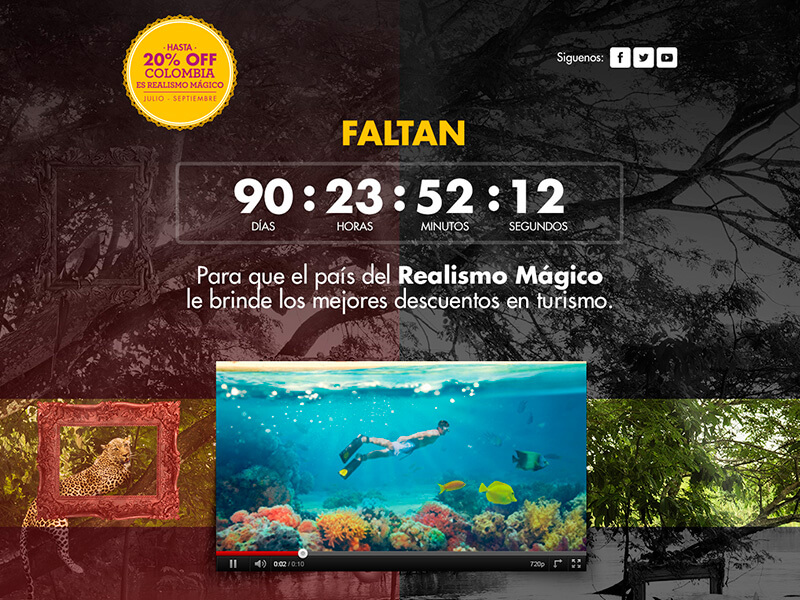 · HASTA ·
20% OFF
COLOMBIA
ES REALISMO MÁGICO
JULIO - SEPTIEMBRE
Siguenos:
FALTAN
90 : 23 : 52 : 12
DÍAS HORAS MINUTOS SEGUNDOS
Para que el país del Realismo Mágico
le brinde los mejores descuentos en turismo.
0:02 / 0:10 720p